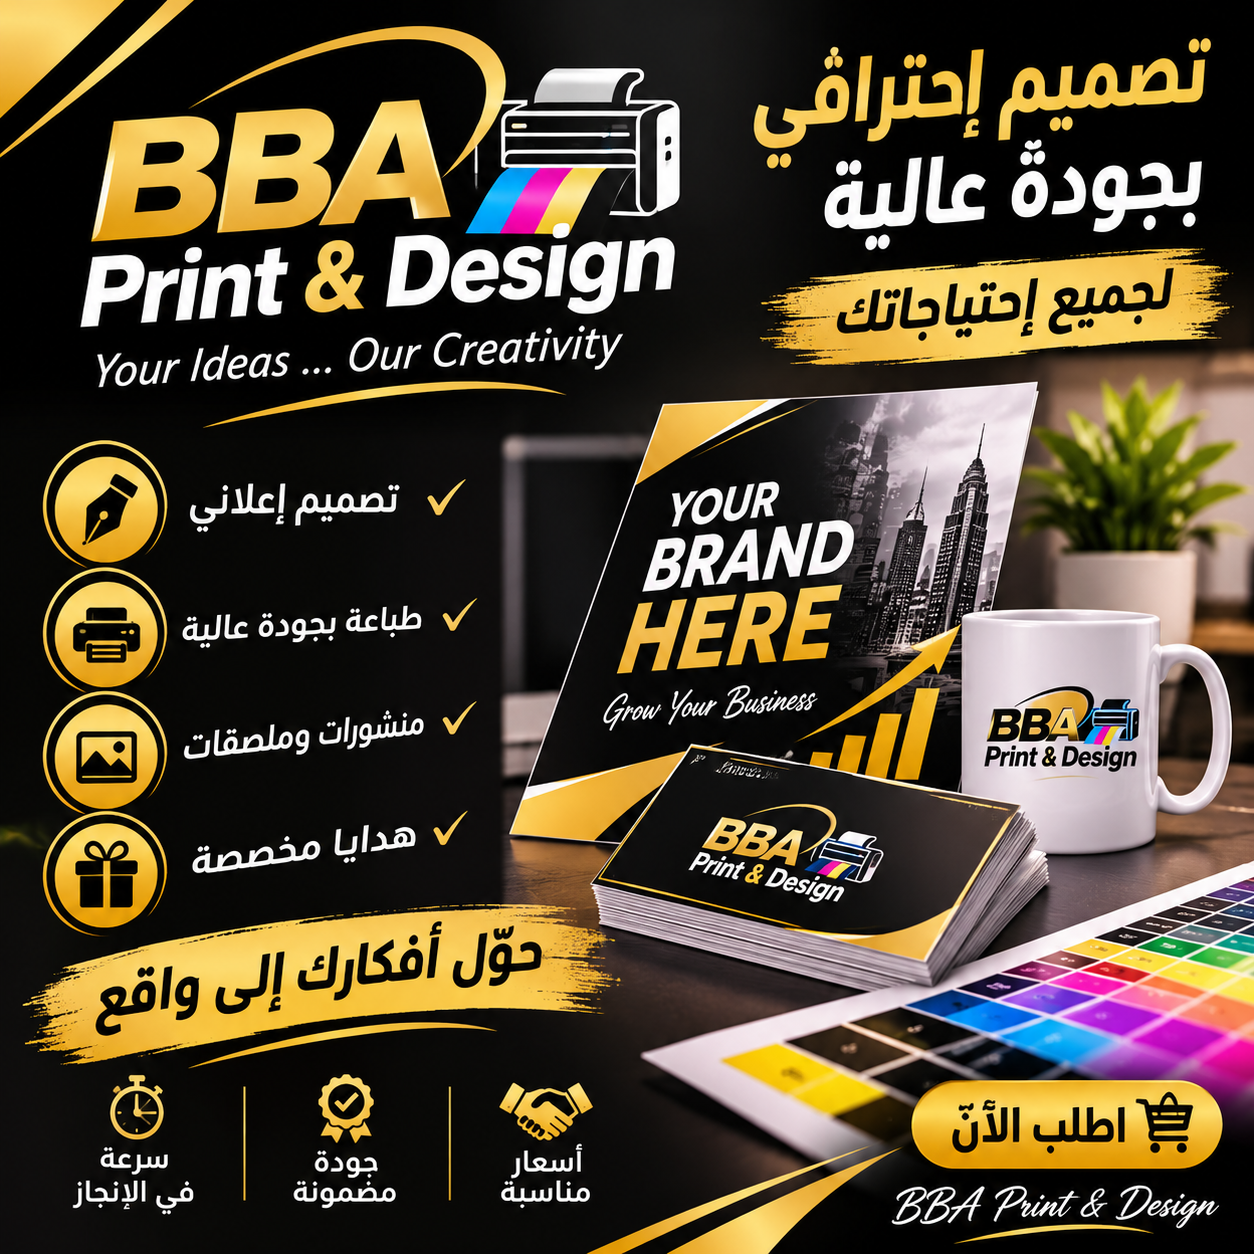 BBA
Print & Design
Your Ideas ... Our Creativity
تصميم إحترافي
بجودة عالية
لجميع إحتياجاتك
تصميم إعلاني
طباعة بجودة عالية
منشورات وملصقات
هدايا مخصصة
YOUR
BRAND
HERE
Grow Your Business
BBA
Print & Design
BBA
Print & Design
حوّل أفكارك إلى واقع
سرعة
في الإنجاز
جودة
مضمونة
أسعار
مناسبة
اطلب الآنّ
BBA Print & Design